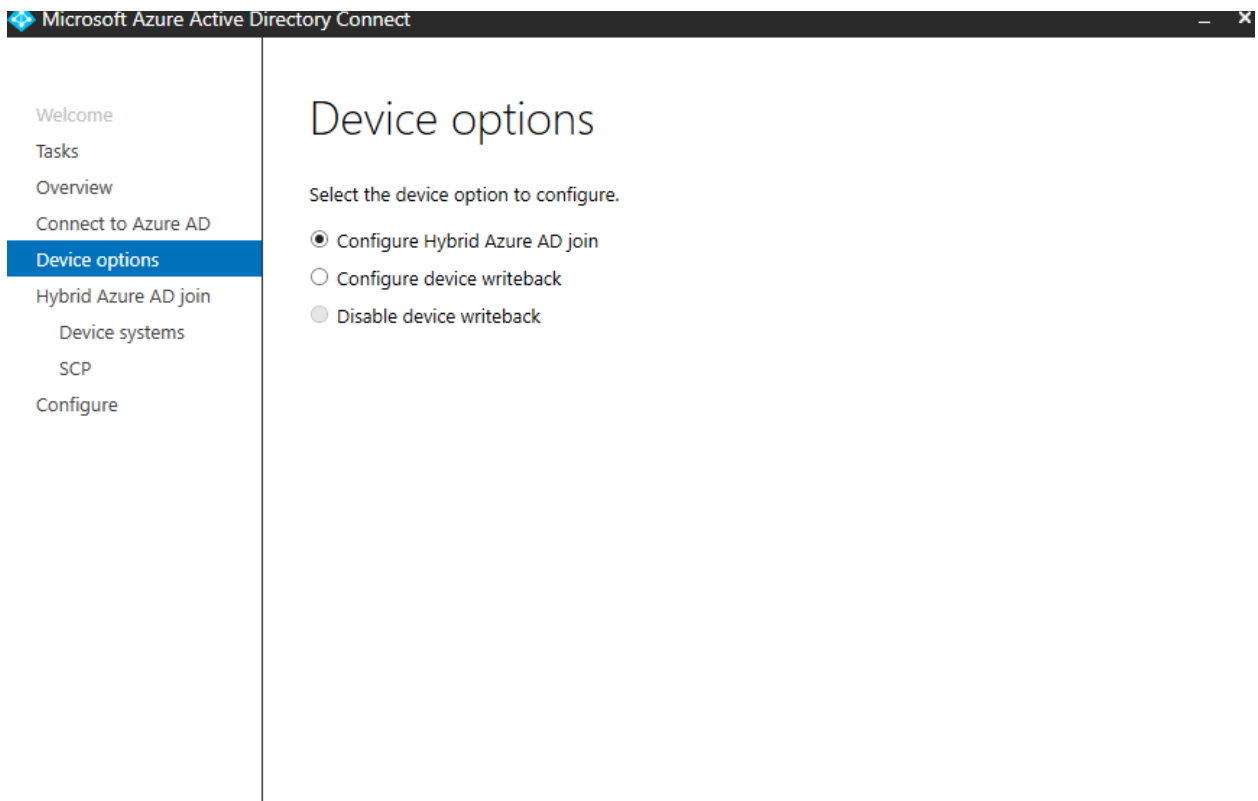 Microsoft Azure Active Directory Connect
Welcome
Tasks
Overview
Connect to Azure AD
Device options
Hybrid Azure AD join
Device systems
SCP
Configure
Device options
Select the device option to configure.
Configure Hybrid Azure AD join
Configure device writeback
Disable device writeback